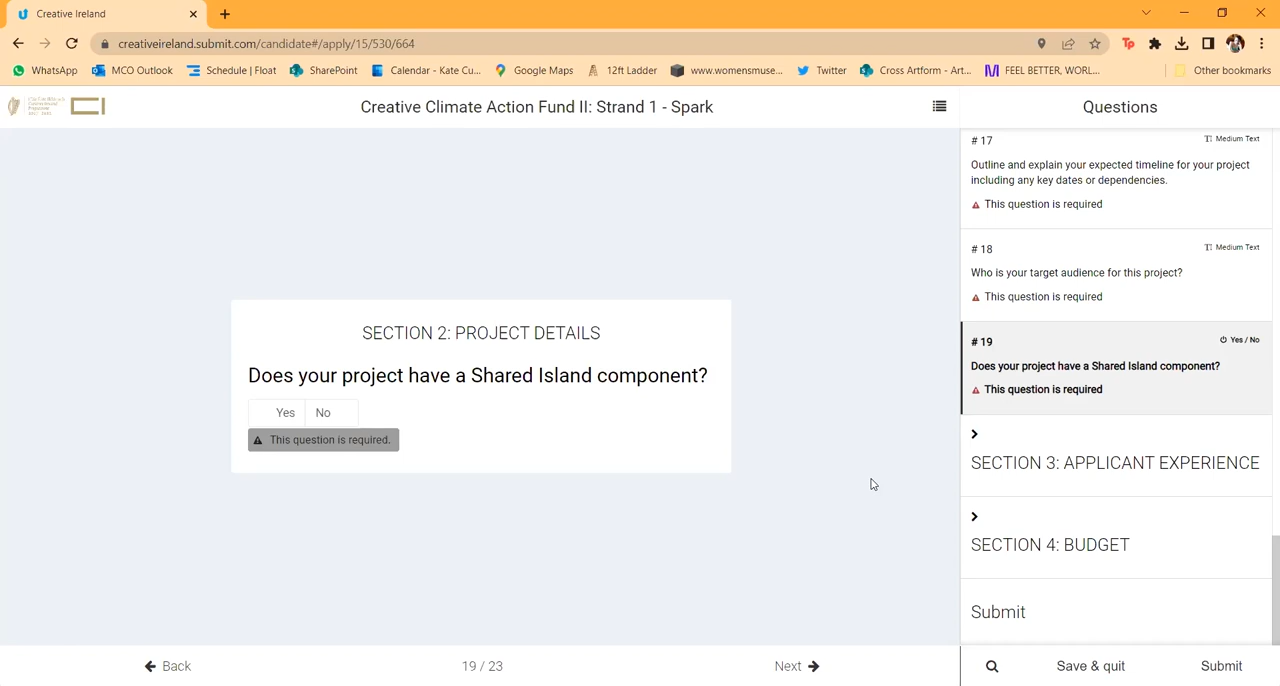 Creative Ireland
creativeireland.submit.com/candidate#/apply/15/530/664
WhatsApp
MCO Outlook
Schedule | Float
SharePoint
Calendar - Kate Cu...
Google Maps
12ft Ladder
www.womensmuse...
Twitter
Cross Artform - Art...
FEEL BETTER, WORL...
Other bookmarks
Creative Climate Action Fund II: Strand 1 - Spark
Questions
# 17
Medium Text
Outline and explain your expected timeline for your project
including any key dates or dependencies.
This question is required
# 18
Medium Text
Who is your target audience for this project?
This question is required
# 19
Yes / No
Does your project have a Shared Island component?
This question is required
SECTION 3: APPLICANT EXPERIENCE
SECTION 4: BUDGET
Submit
SECTION 2: PROJECT DETAILS
Does your project have a Shared Island component?
Yes No
This question is required.
Back
19 / 23
Next
Save & quit
Submit